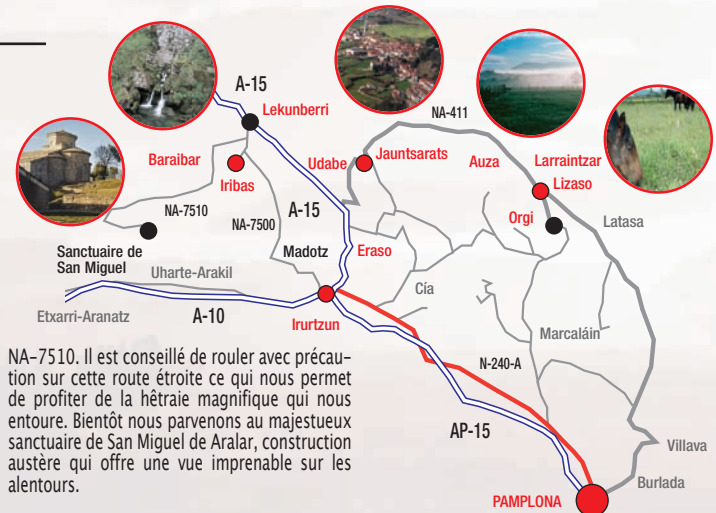 A-15
Lekunberri
NA-411
Baraibar
Iribas
Udabe
Jauntsarats
Auza
Larraintzar
Lizaso
NA-7510
NA-7500
A-15
Orgi
Latasa
Sanctuaire de
San Miguel
Madotz
Eraso
Uharte-Arakil
Cía
Etxarri-Aranatz
A-10
Irurtzun
Marcaláin
N-240-A
AP-15
Villava
Burlada
PAMPLONA
NA-7510. Il est conseillé de rouler avec précau-
tion sur cette route étroite ce qui nous permet
de profiter de la hêtraie magnifique qui nous
entoure. Bientôt nous parvenons au majestueux
sanctuaire de San Miguel de Aralar, construction
austère qui offre une vue imprenable sur les
alentours.